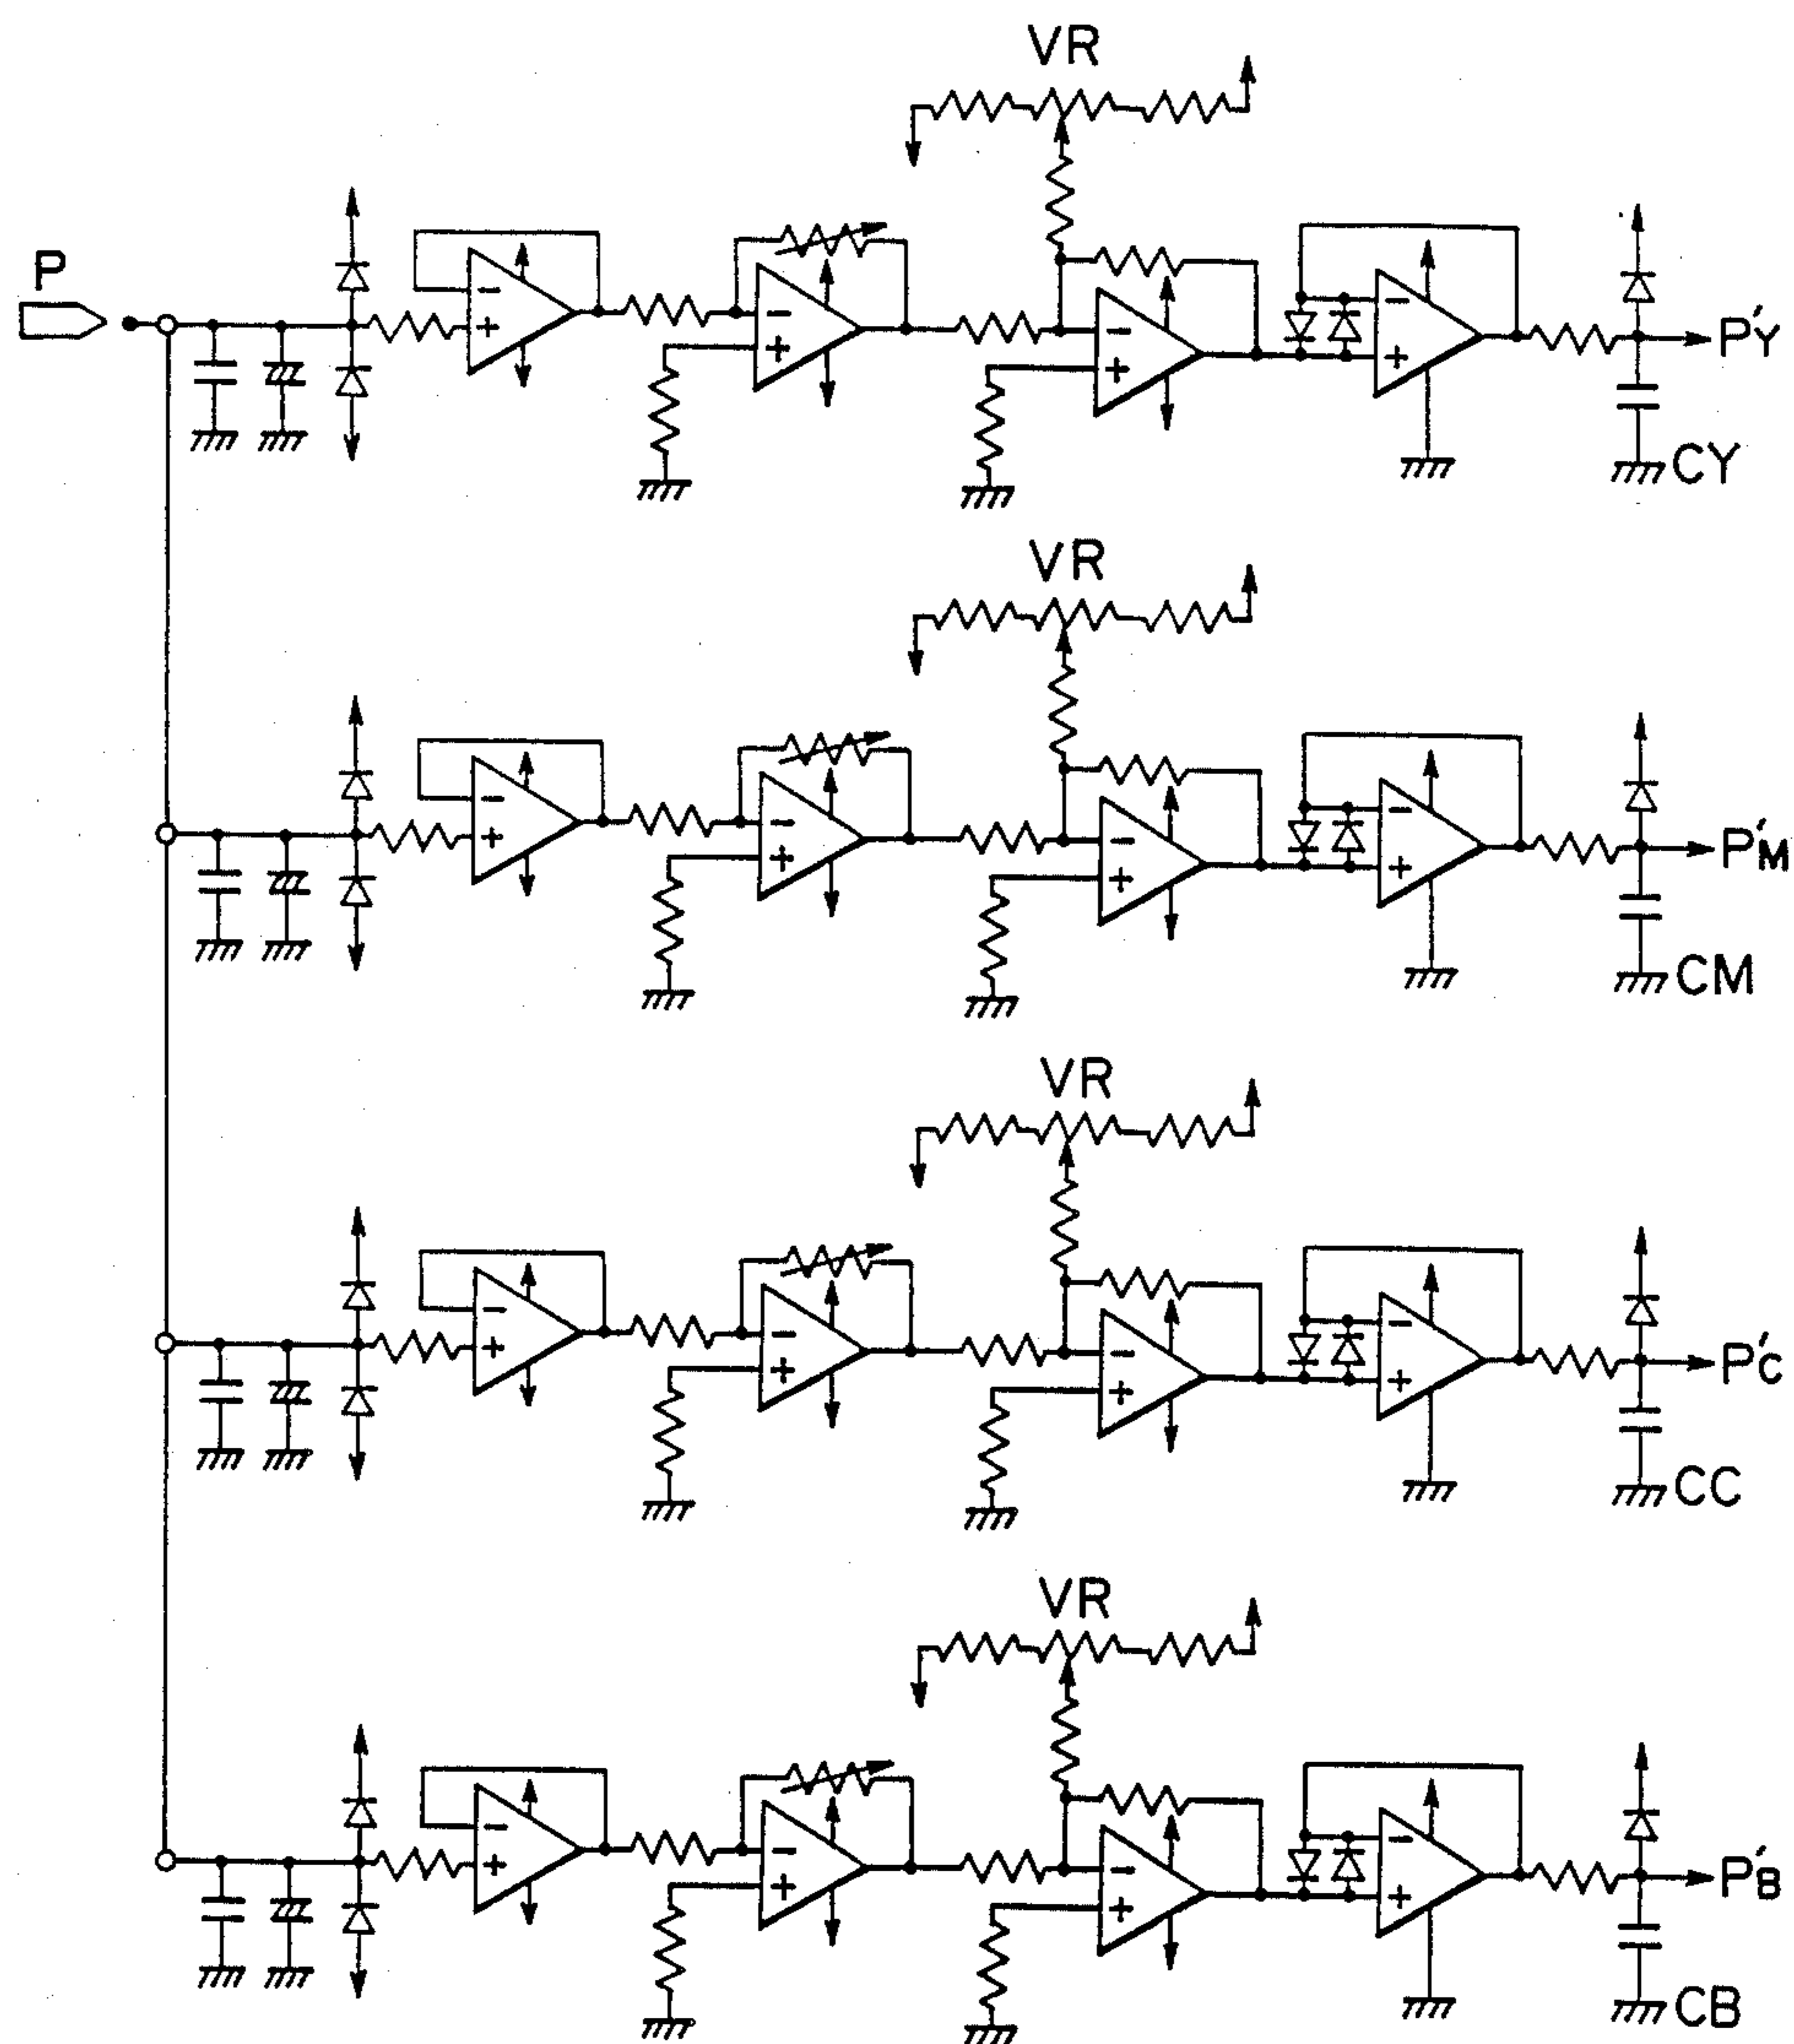 VR
P
− + − + − + − +
P'Y
CY
VR
− + − + − + − +
P'M
CM
VR
− + − + − + − +
P'C
CC
VR
− + − + − + − +
P'B
CB